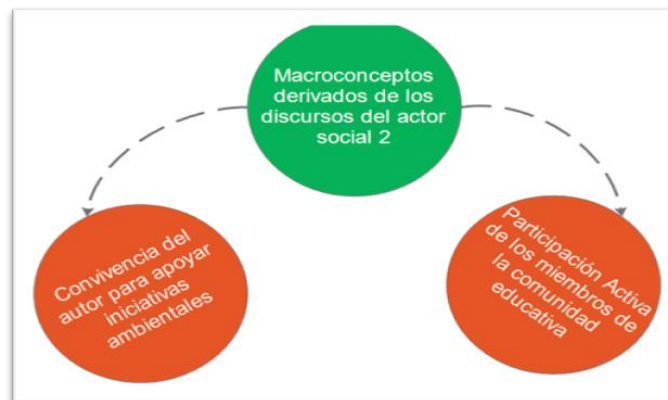 Macroconceptos
derivados de los
discursos del actor
social 2
Convivencia del
autor para apoyar
iniciativas
ambientales
Participación Activa
de los miembros de
la comunidad
educativa